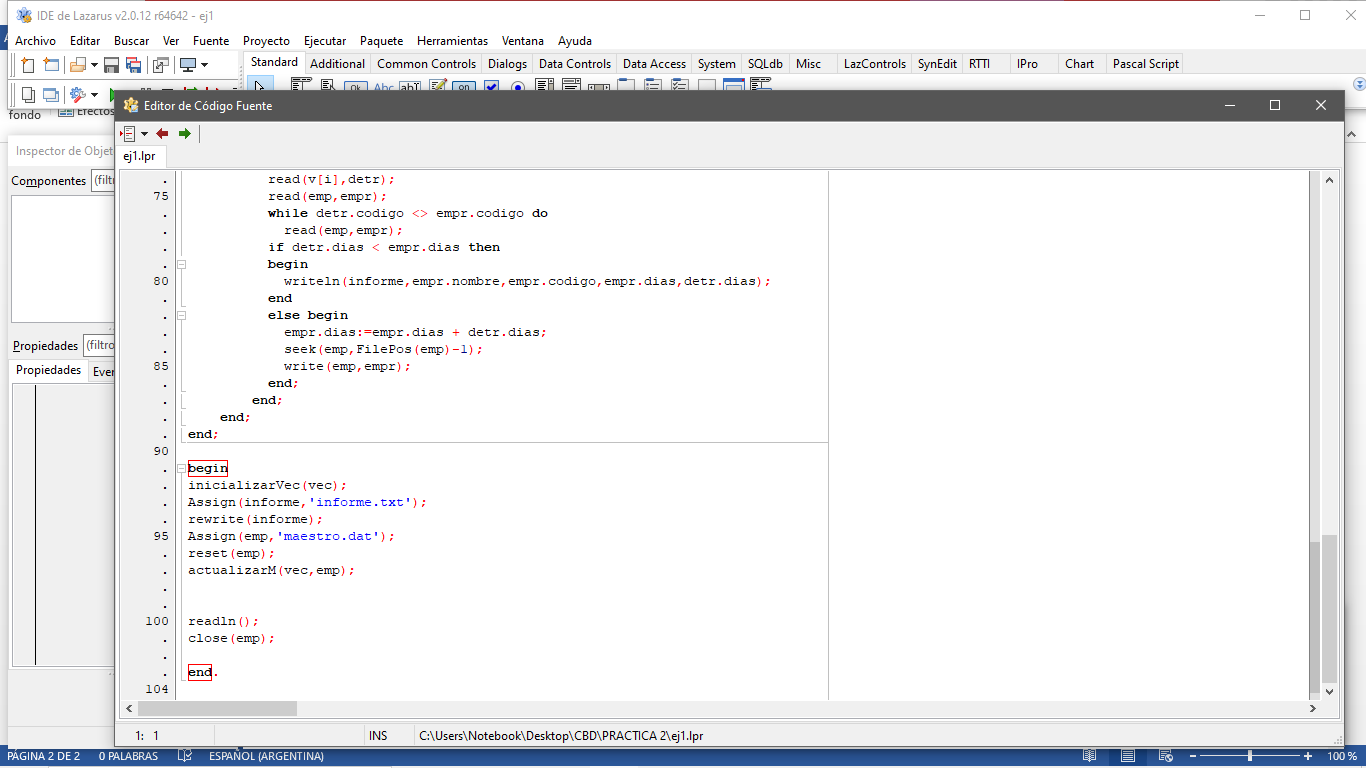 IDE de Lazarus v2.0.12 r64642 - ej1
Archivo Editar Buscar Ver Fuente Proyecto Ejecutar Paquete Herramientas Ventana Ayuda
Standard Additional Common Controls Dialogs Data Controls Data Access System SQLdb Misc LazControls SynEdit RTTI IPro Chart Pascal Script
Ok Abc abI on
fondo Efectos
Editor de Código Fuente
Inspector de Objet
ej1.lpr
Componentes (filtr
Propiedades (filtro
Propiedades Ever
. read(v[i],detr);
75 read(emp,empr);
. while detr.codigo <> empr.codigo do
. read(emp,empr);
. if detr.dias < empr.dias then
. begin
80 writeln(informe,empr.nombre,empr.codigo,empr.dias,detr.dias);
. end
. else begin
. empr.dias:=empr.dias + detr.dias;
. seek(emp,FilePos(emp)-1);
85 write(emp,empr);
. end;
. end;
. end;
. end;
90
. begin
. inicializarVec(vec);
. Assign(informe,'informe.txt');
. rewrite(informe);
95 Assign(emp,'maestro.dat');
. reset(emp);
. actualizarM(vec,emp);
.
.
100 readln();
. close(emp);
.
. end.
104
1: 1 INS C:\Users\Notebook\Desktop\CBD\PRACTICA 2\ej1.lpr
PÁGINA 2 DE 2 0 PALABRAS ESPAÑOL (ARGENTINA) 100 %